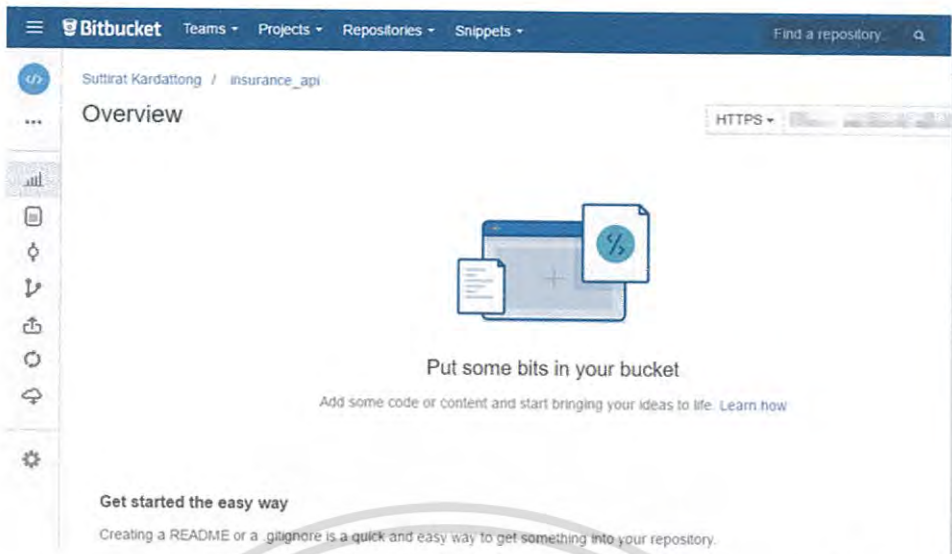 Bitbucket Teams Projects Repositories Snippets Find a repository
Suttirat Kardattong / insurance_api
Overview
HTTPS
Put some bits in your bucket
Add some code or content and start bringing your ideas to life. Learn how
Get started the easy way
Creating a README or a .gitignore is a quick and easy way to get something into your repository.